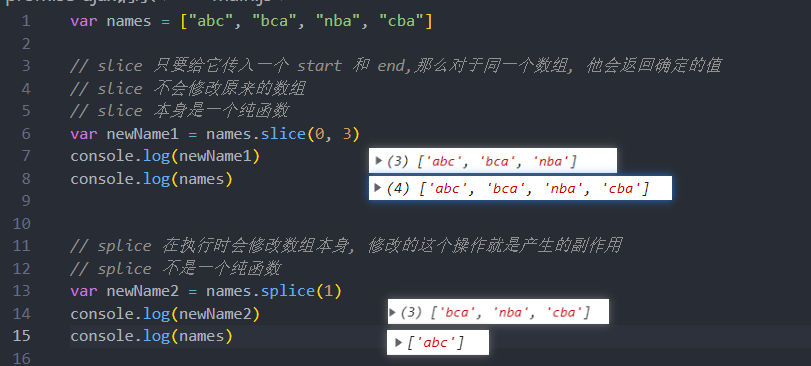 1 var names = ["abc", "bca", "nba", "cba"]
2
3 // slice 只要给它传入一个 start 和 end,那么对于同一个数组, 他会返回确定的值
4 // slice 不会修改原来的数组
5 // slice 本身是一个纯函数
6 var newName1 = names.slice(0, 3)
7 console.log(newName1) ▶(3) ['abc', 'bca', 'nba']
8 console.log(names) ▶(4) ['abc', 'bca', 'nba', 'cba']
9
10
11 // splice 在执行时会修改数组本身, 修改的这个操作就是产生的副作用
12 // splice 不是一个纯函数
13 var newName2 = names.splice(1)
14 console.log(newName2) ▶(3) ['bca', 'nba', 'cba']
15 console.log(names) ▶['abc']
16